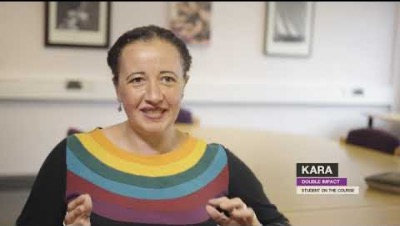 KARA
DOUBLE IMPACT
STUDENT ON THE COURSE